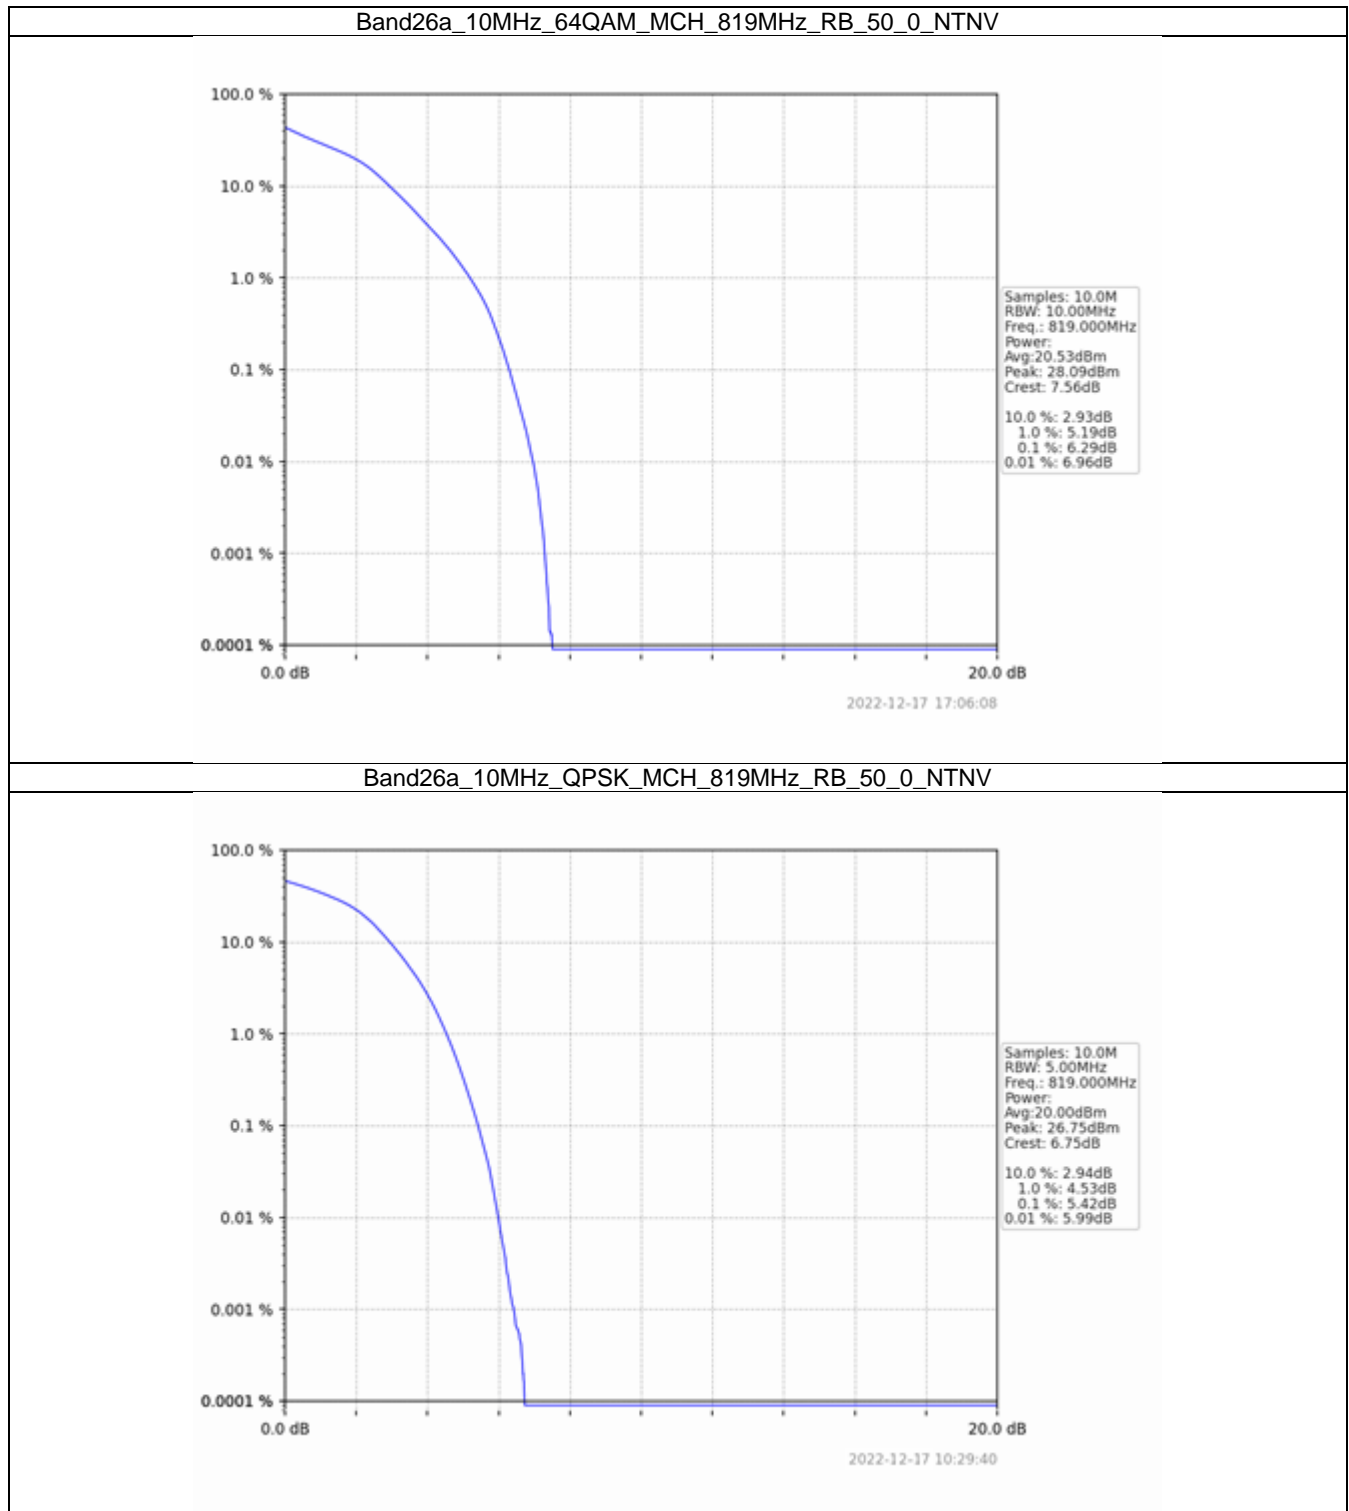 Band26a_10MHz_64QAM_MCH_819MHz_RB_50_0_NTNV
100.0 %
10.0 %
1.0 %
0.1 %
0.01 %
0.001 %
0.0001 %
0.0 dB
20.0 dB
Samples: 10.0M
RBW: 10.00MHz
Freq.: 819.000MHz
Power:
Avg:20.53dBm
Peak: 28.09dBm
Crest: 7.56dB
10.0 %: 2.93dB
1.0 %: 5.19dB
0.1 %: 6.29dB
0.01 %: 6.96dB
2022-12-17 17:06:08
Band26a_10MHz_QPSK_MCH_819MHz_RB_50_0_NTNV
100.0 %
10.0 %
1.0 %
0.1 %
0.01 %
0.001 %
0.0001 %
0.0 dB
20.0 dB
Samples: 10.0M
RBW: 5.00MHz
Freq.: 819.000MHz
Power:
Avg:20.00dBm
Peak: 26.75dBm
Crest: 6.75dB
10.0 %: 2.94dB
1.0 %: 4.53dB
0.1 %: 5.42dB
0.01 %: 5.99dB
2022-12-17 10:29:40